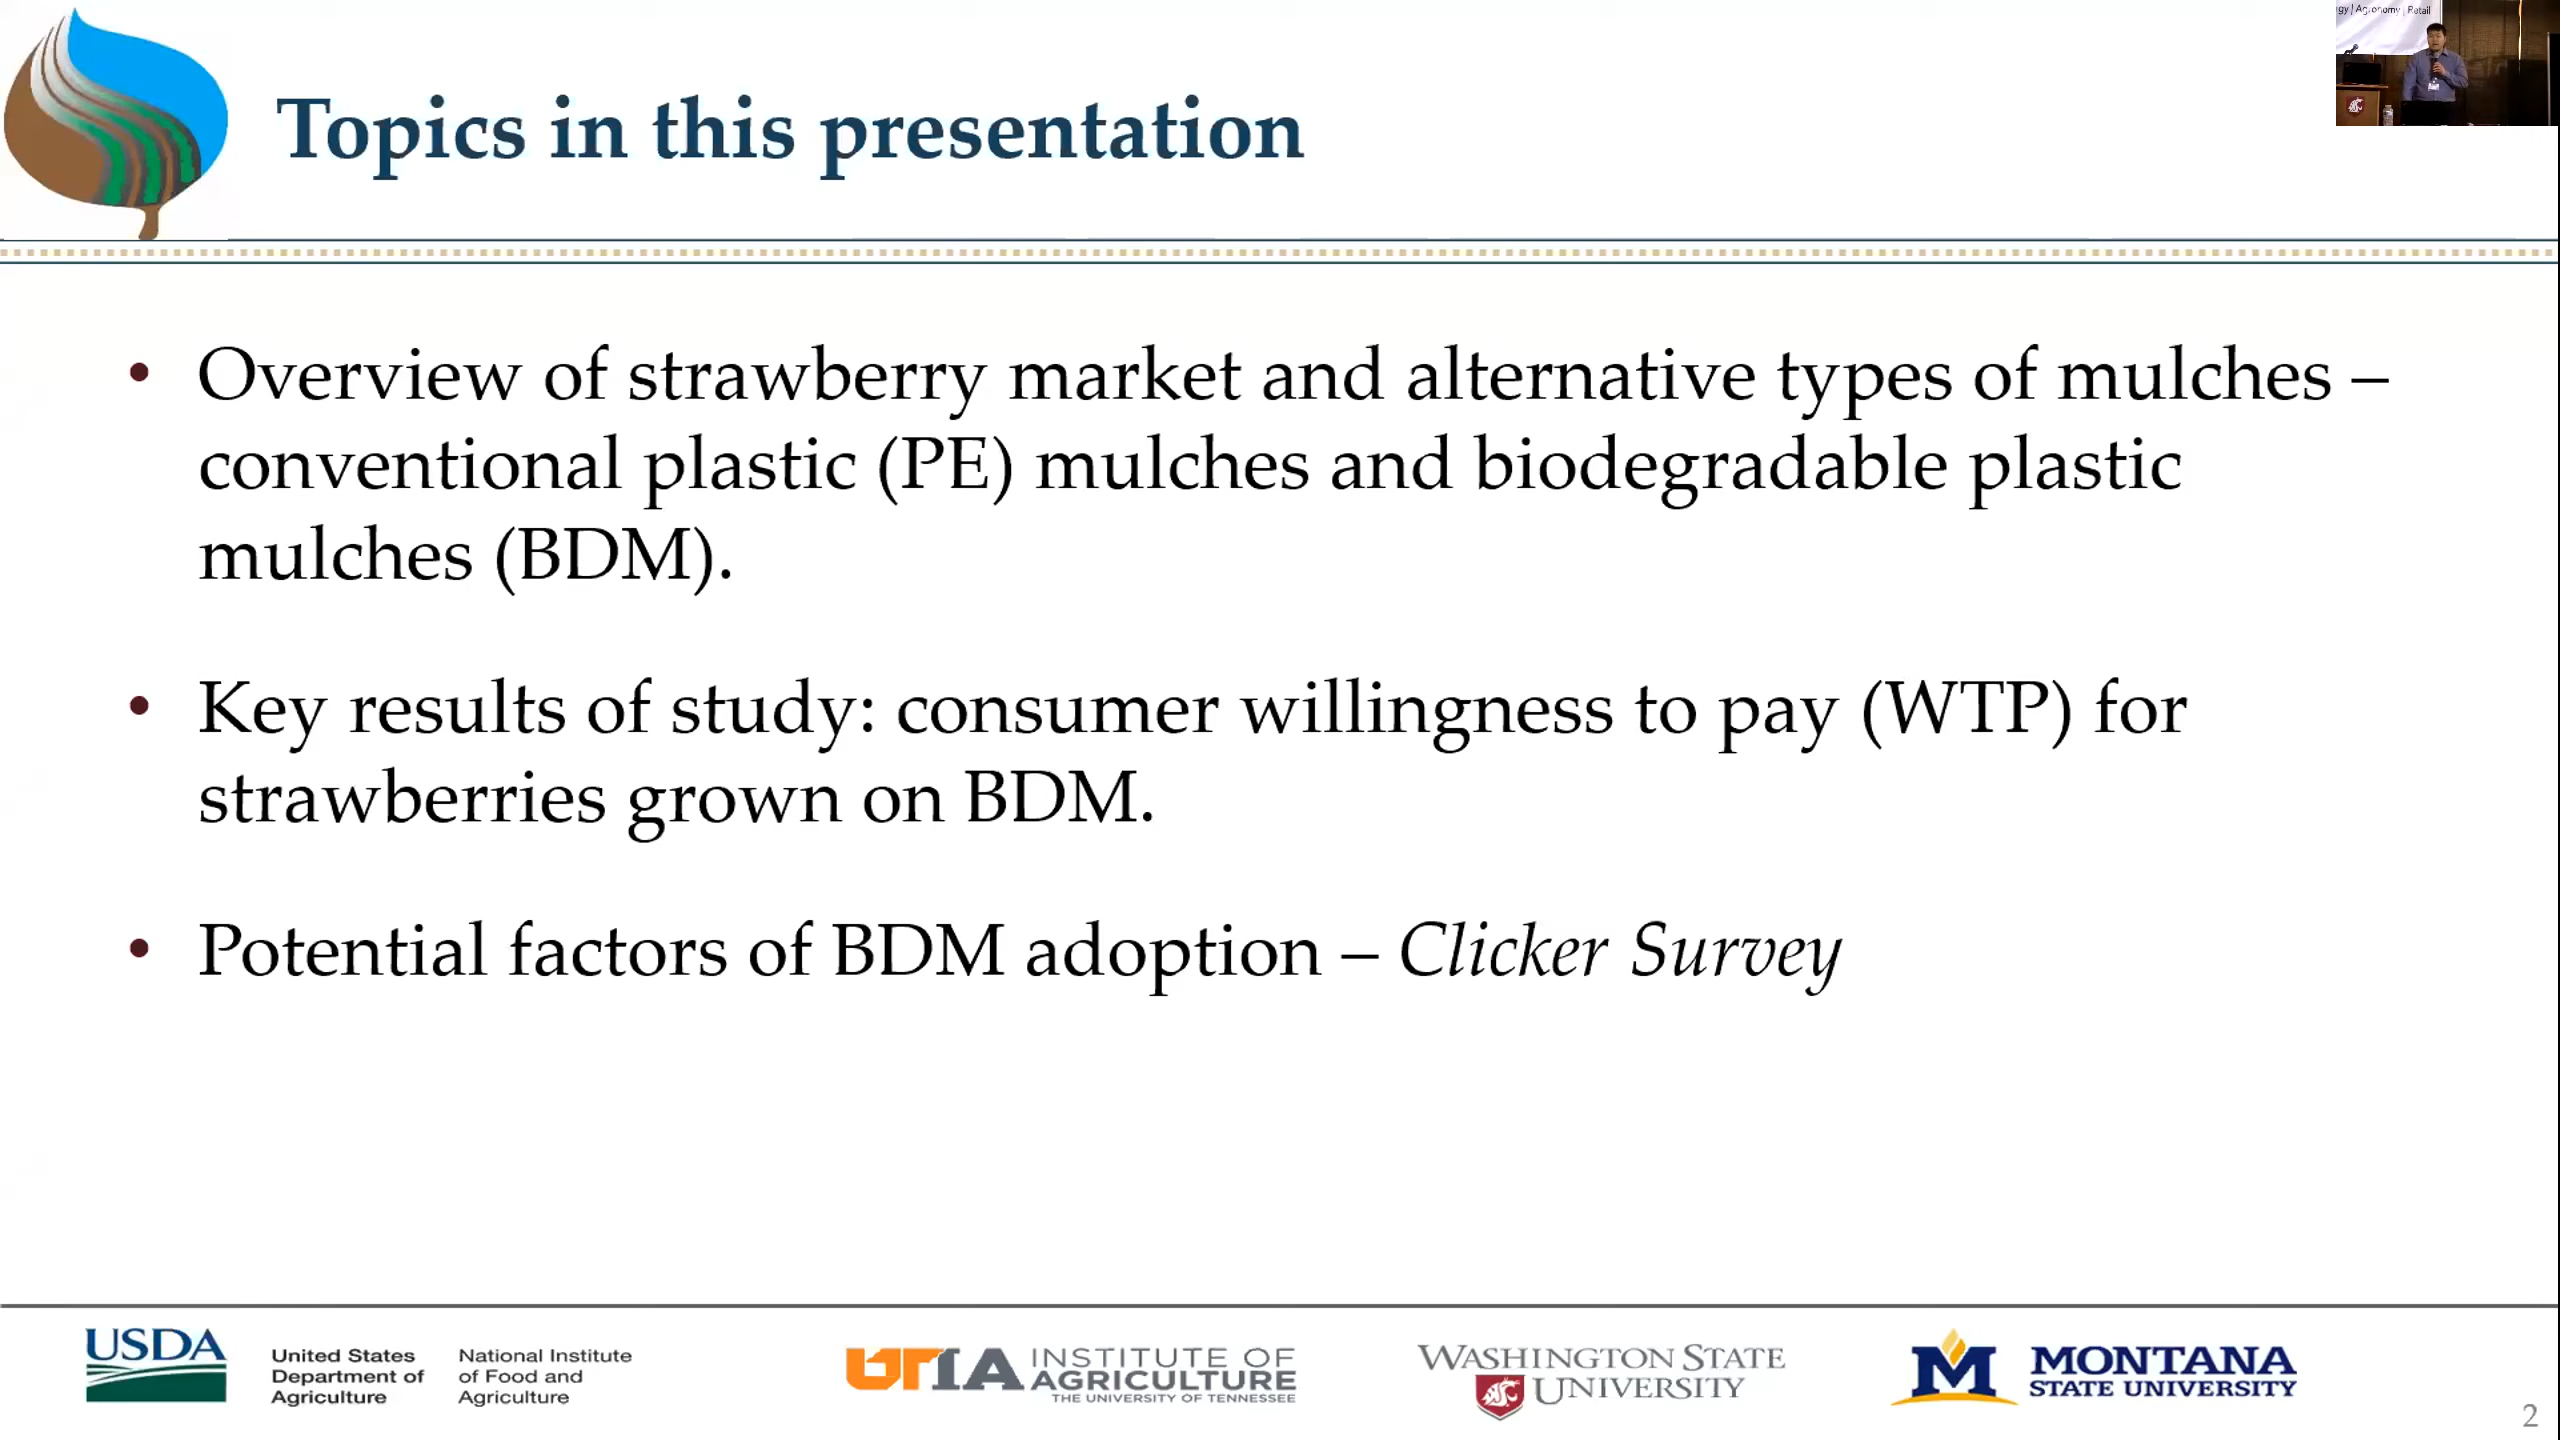 gy | Agronomy | Retail
Topics in this presentation
• Overview of strawberry market and alternative types of mulches –
conventional plastic (PE) mulches and biodegradable plastic
mulches (BDM).
• Key results of study: consumer willingness to pay (WTP) for
strawberries grown on BDM.
• Potential factors of BDM adoption – Clicker Survey
USDA
United States
Department of
Agriculture
National Institute
of Food and
Agriculture
UTIA
INSTITUTE OF
AGRICULTURE
THE UNIVERSITY OF TENNESSEE
WASHINGTON STATE
UNIVERSITY
M
MONTANA
STATE UNIVERSITY
2